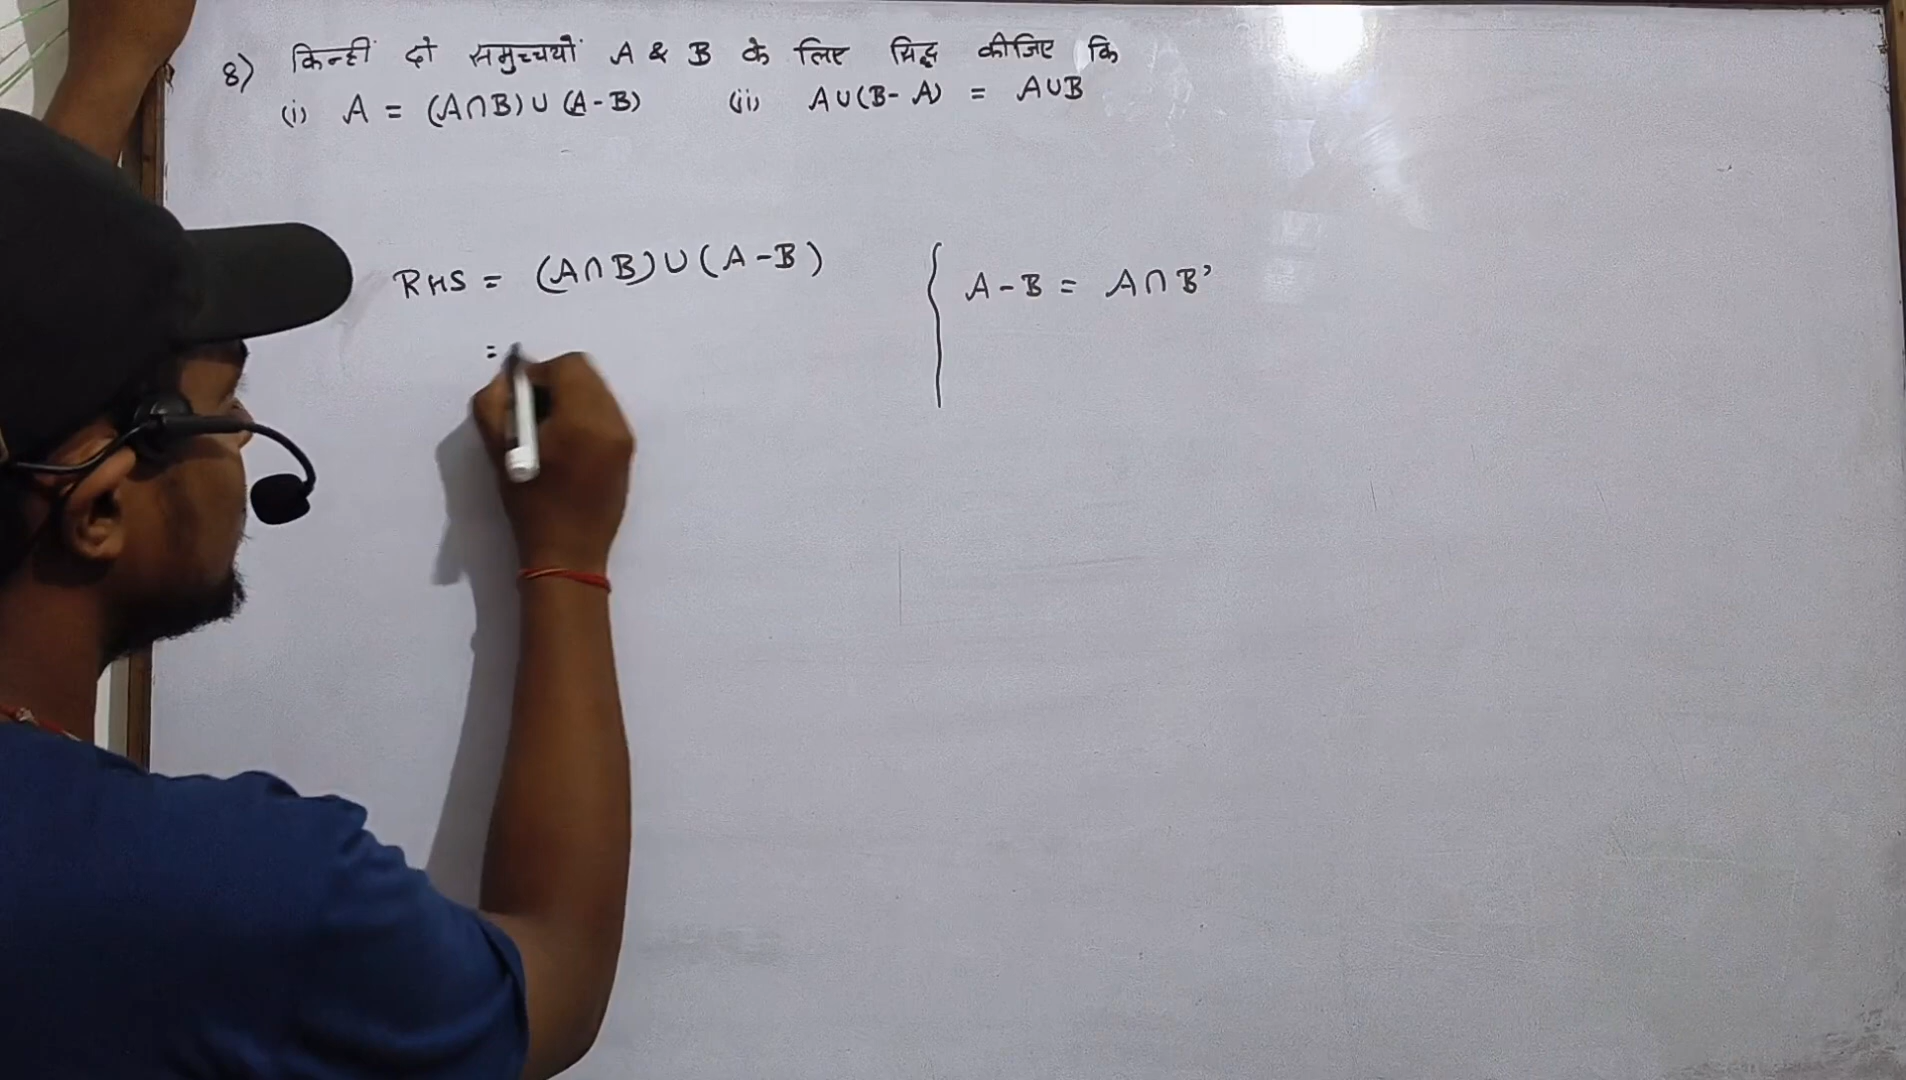 8) किन्हीं दो समुच्चयों A & B के लिए सिद्ध कीजिए कि
(i) A = (A∩B)∪(A-B) (ii) A∪(B-A) = A∪B
RHS = (A∩B)∪(A-B) { A-B = A∩B'
=